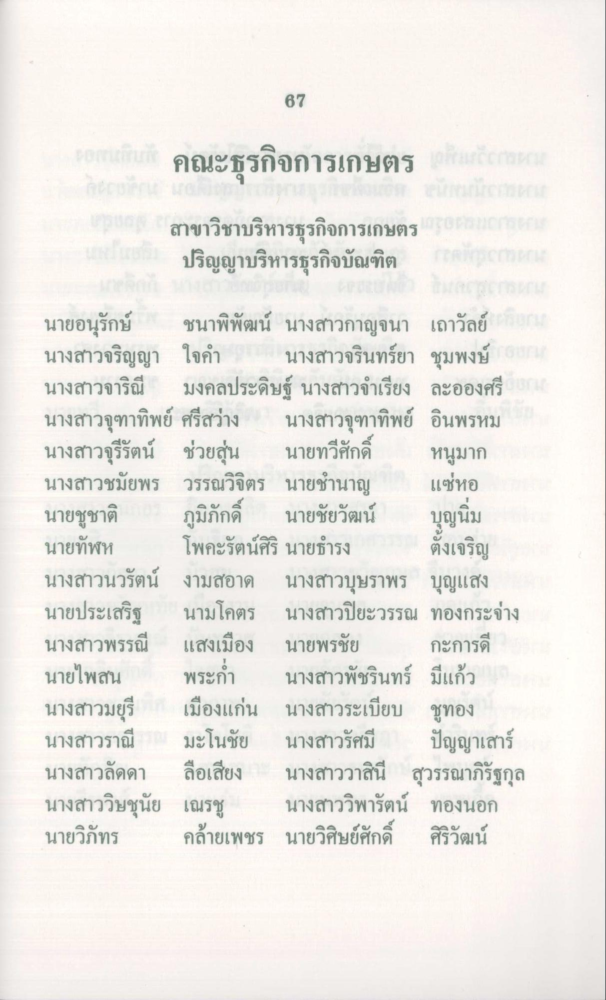 67
คณะธุรกิจการเกษตร
สาขาวิชาบริหารธุรกิจการเกษตร
ปริญญาบริหารธุรกิจบัณฑิต
นายอนุรักษ์ ชนาพิพัฒน์ นางสาวกาญจนา เถาวัลย์
นางสาวจริญญา ใจคำ นางสาวจรินทร์ยา ชุมพงษ์
นางสาวจาริณี มงคลประดิษฐ์ นางสาวจำเรียง ละอองศรี
นางสาวจุฑาทิพย์ ศรีสว่าง นางสาวจุฑาทิพย์ อินพรหม
นางสาวจุรีรัตน์ ช่วยสุ่น นายทวีศักดิ์ หนูมาก
นางสาวชมัยพร วรรณวิจิตร นายชำนาญ แซ่หอ
นายชูชาติ ภูมิภักดิ์ นายชัยวัฒน์ บุญนิ่ม
นายทัฬห โพคะรัตน์ศิริ นายธำรง ตั้งเจริญ
นางสาวนวรัตน์ งามสอาด นางสาวบุษราพร บุญแสง
นายประเสริฐ นามโคตร นางสาวปิยะวรรณ ทองกระจ่าง
นางสาวพรรณี แสงเมือง นายพรชัย กะการดี
นายไพสน พระก่ำ นางสาวพัชรินทร์ มีแก้ว
นางสาวมยุรี เมืองแก่น นางสาวระเบียบ ชูทอง
นางสาวราณี มะโนชัย นางสาวรัศมี ปัญญาเสาร์
นางสาวลัดดา ลือเสียง นางสาววาสินี สุวรรณาภิรัฐกุล
นางสาววิษชุนัย เณรชู นางสาววิพารัตน์ ทองนอก
นายวิภัทร คล้ายเพชร นายวิศิษย์ศักดิ์ ศิริวัฒน์